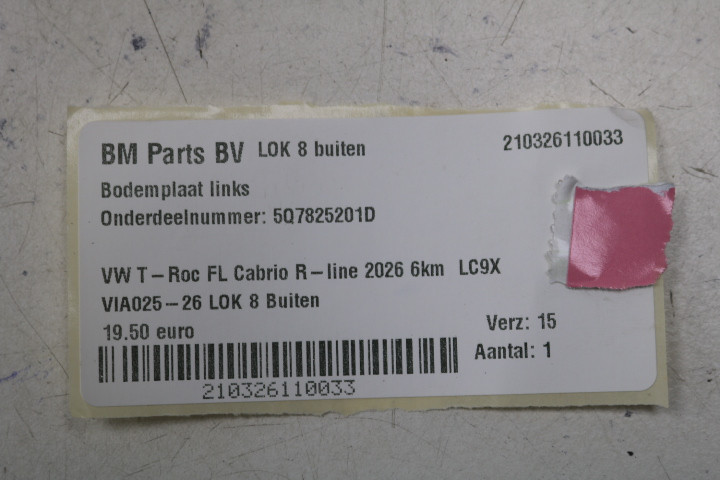 BM Parts BV LOK 8 buiten 210326110033
Bodemplaat links
Onderdeelnummer: 5Q7825201D
VW T-Roc FL Cabrio R-line 2026 6km LC9X
VIA025-26 LOK 8 Buiten
19.50 euro
Verz: 15
Aantal: 1
210326110033